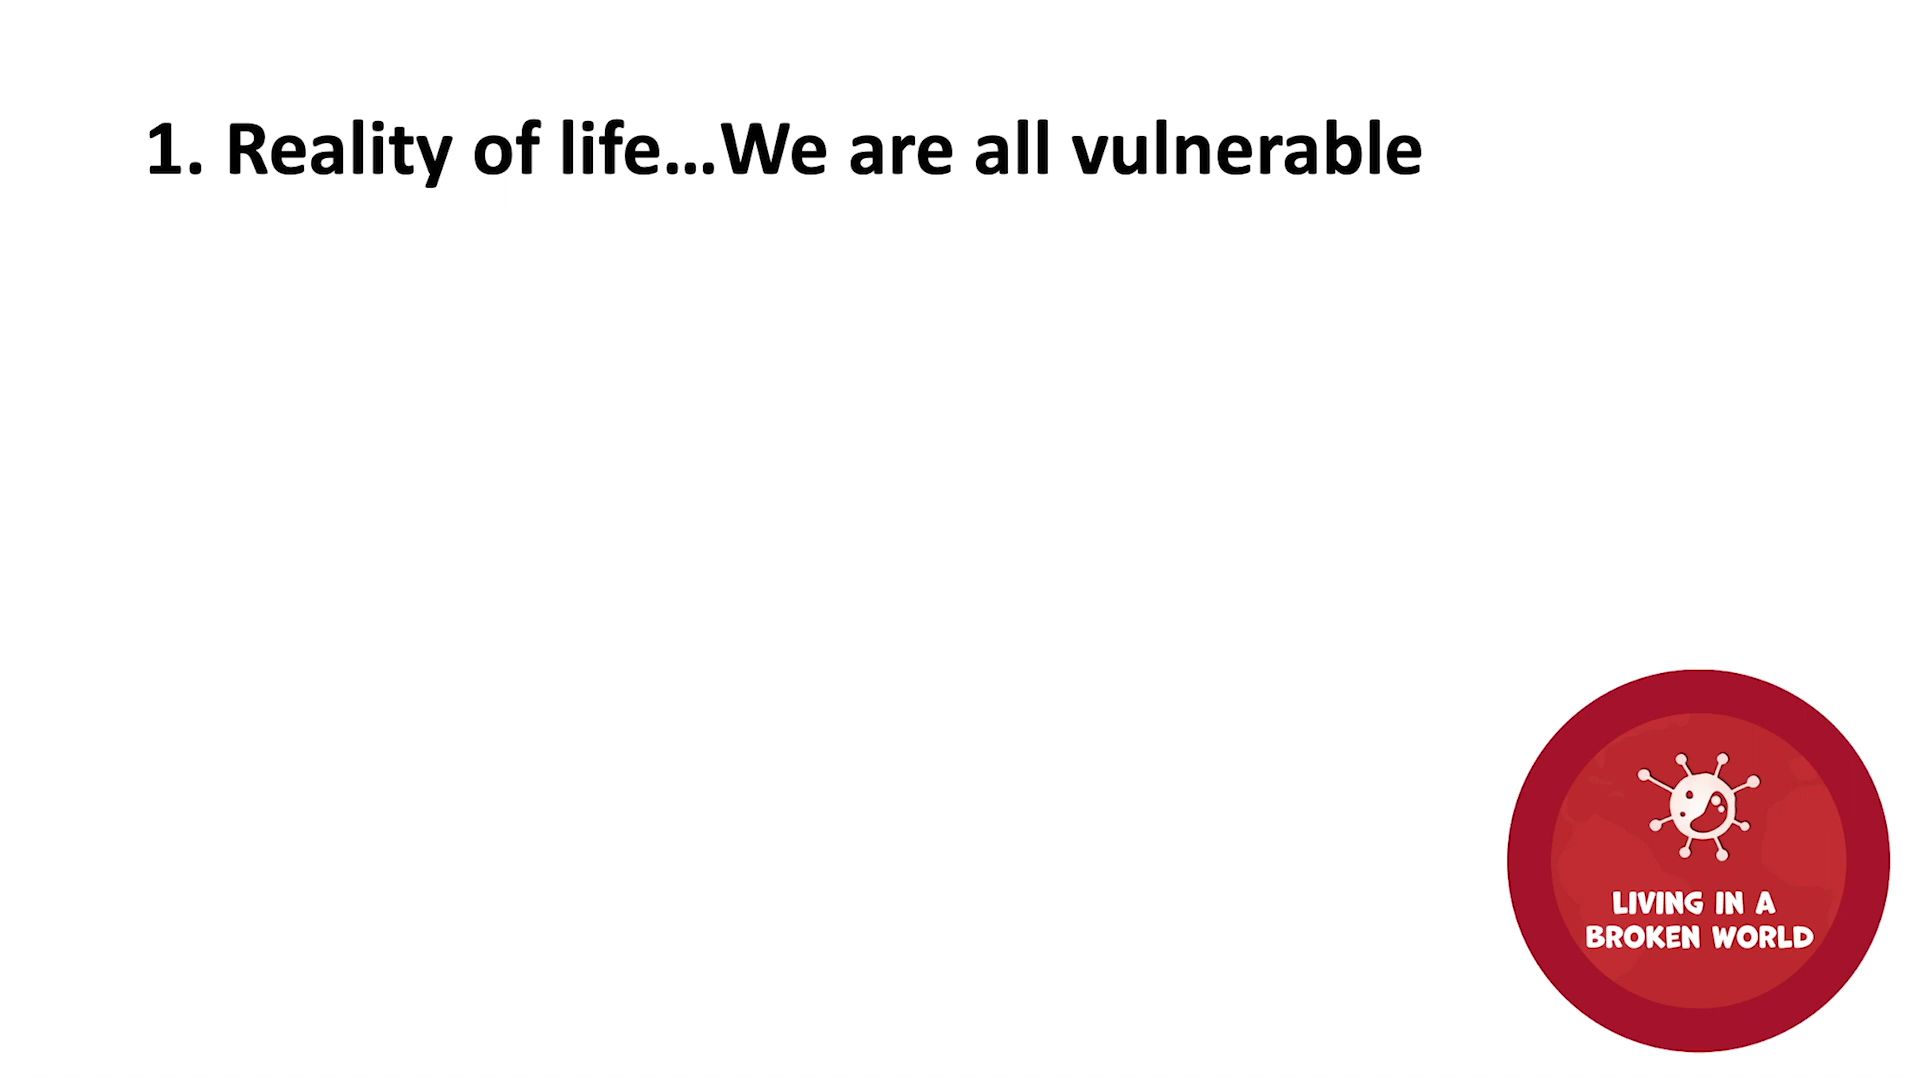 1. Reality of life...We are all vulnerable
LIVING IN A
BROKEN WORLD